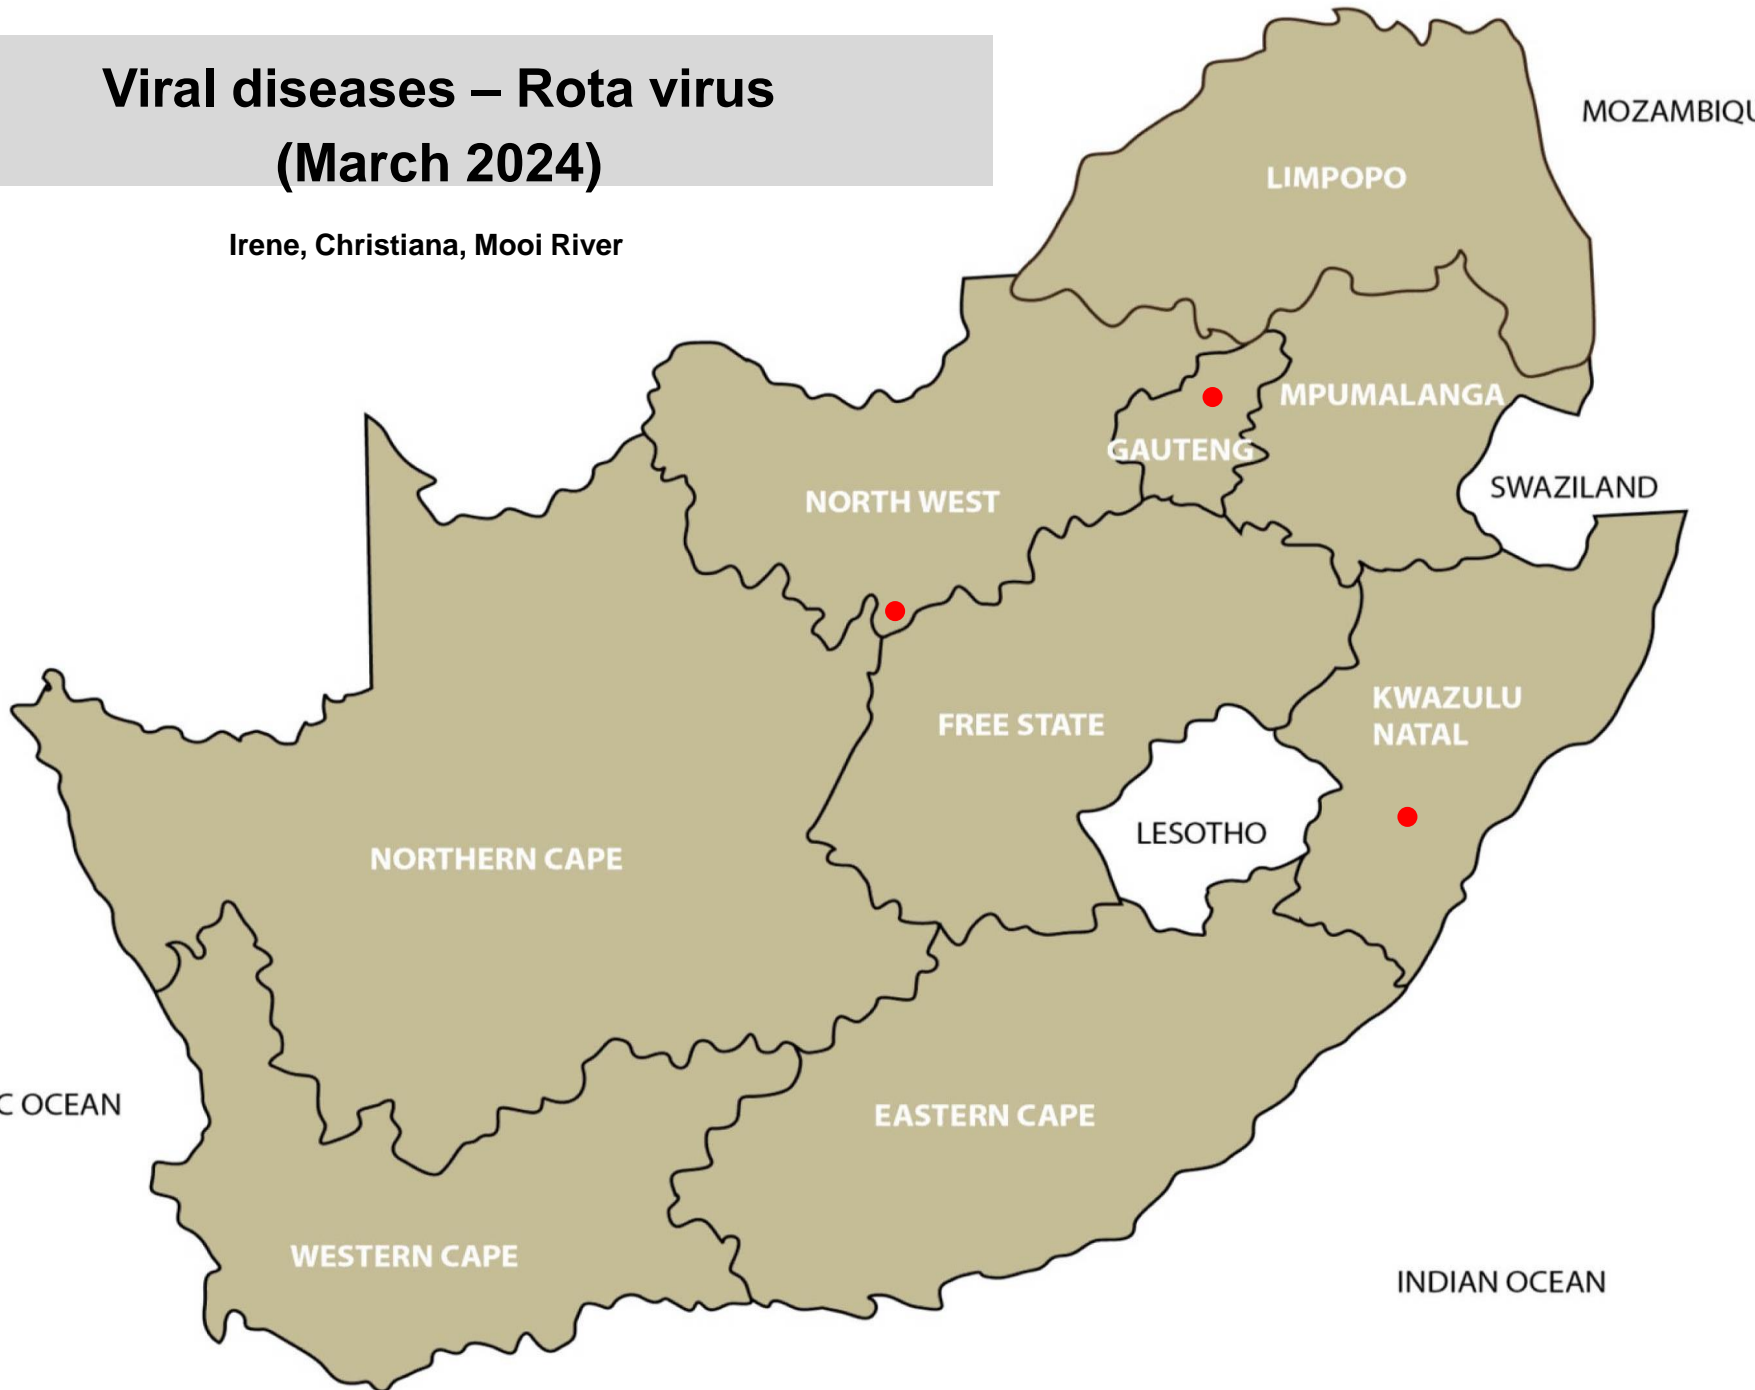 Viral diseases – Rota virus
(March 2024)
Irene, Christiana, Mooi River
MOZAMBIQU
LIMPOPO
MPUMALANGA
GAUTENG
SWAZILAND
NORTH WEST
KWAZULU
NATAL
FREE STATE
LESOTHO
NORTHERN CAPE
C OCEAN
EASTERN CAPE
WESTERN CAPE
INDIAN OCEAN